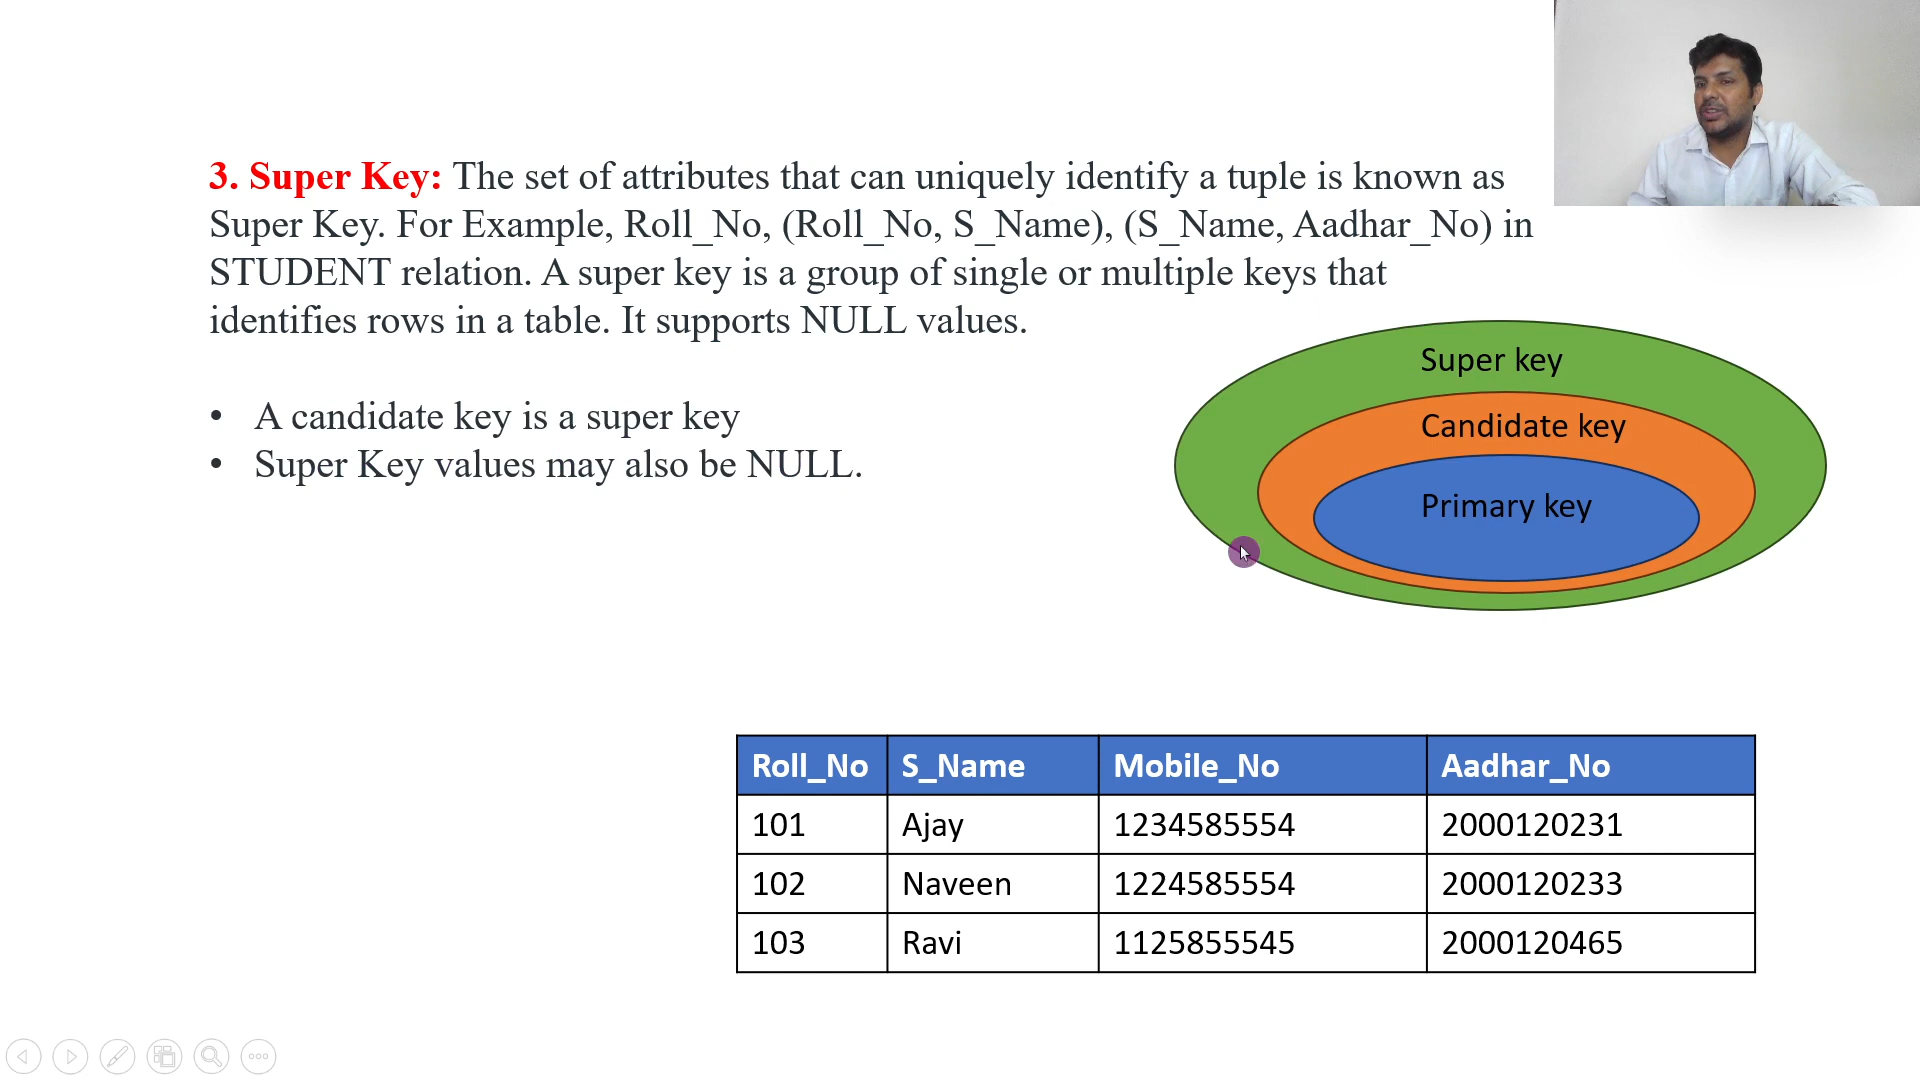 3. Super Key: The set of attributes that can uniquely identify a tuple is known as
Super Key. For Example, Roll_No, (Roll_No, S_Name), (S_Name, Aadhar_No) in
STUDENT relation. A super key is a group of single or multiple keys that
identifies rows in a table. It supports NULL values.
• A candidate key is a super key
• Super Key values may also be NULL.
Super key
Candidate key
Primary key
Roll_No S_Name Mobile_No Aadhar_No
101 Ajay 1234585554 2000120231
102 Naveen 1224585554 2000120233
103 Ravi 1125855545 2000120465